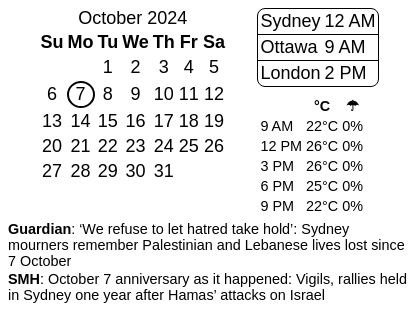 October 2024
Su Mo Tu We Th Fr Sa
1 2 3 4 5
6 7 8 9 10 11 12
13 14 15 16 17 18 19
20 21 22 23 24 25 26
27 28 29 30 31
Sydney 12 AM
Ottawa 9 AM
London 2 PM
°C ☂
9 AM 22°C 0%
12 PM 26°C 0%
3 PM 26°C 0%
6 PM 25°C 0%
9 PM 22°C 0%
Guardian: ‘We refuse to let hatred take hold’: Sydney
mourners remember Palestinian and Lebanese lives lost since
7 October
SMH: October 7 anniversary as it happened: Vigils, rallies held
in Sydney one year after Hamas’ attacks on Israel